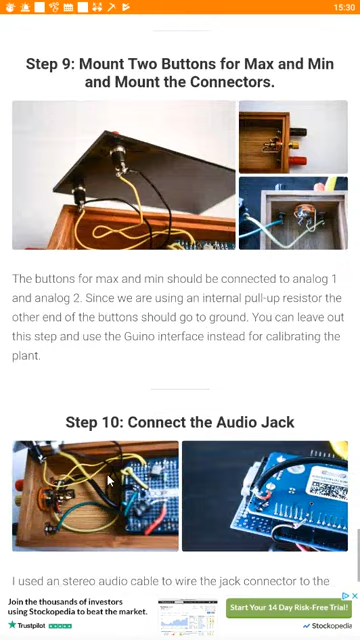 15:30
Step 9: Mount Two Buttons for Max and Min
and Mount the Connectors.
The buttons for max and min should be connected to analog 1
and analog 2. Since we are using an internal pull-up resistor the
other end of the buttons should go to ground. You can leave out
this step and use the Guino interface instead for calibrating the
plant.
Step 10: Connect the Audio Jack
I used an stereo audio cable to wire the jack connector to the
Join the thousands of investors
using Stockopedia to beat the market.
Trustpilot
Start Your 14 Day Risk-Free Trial!
Stockopedia